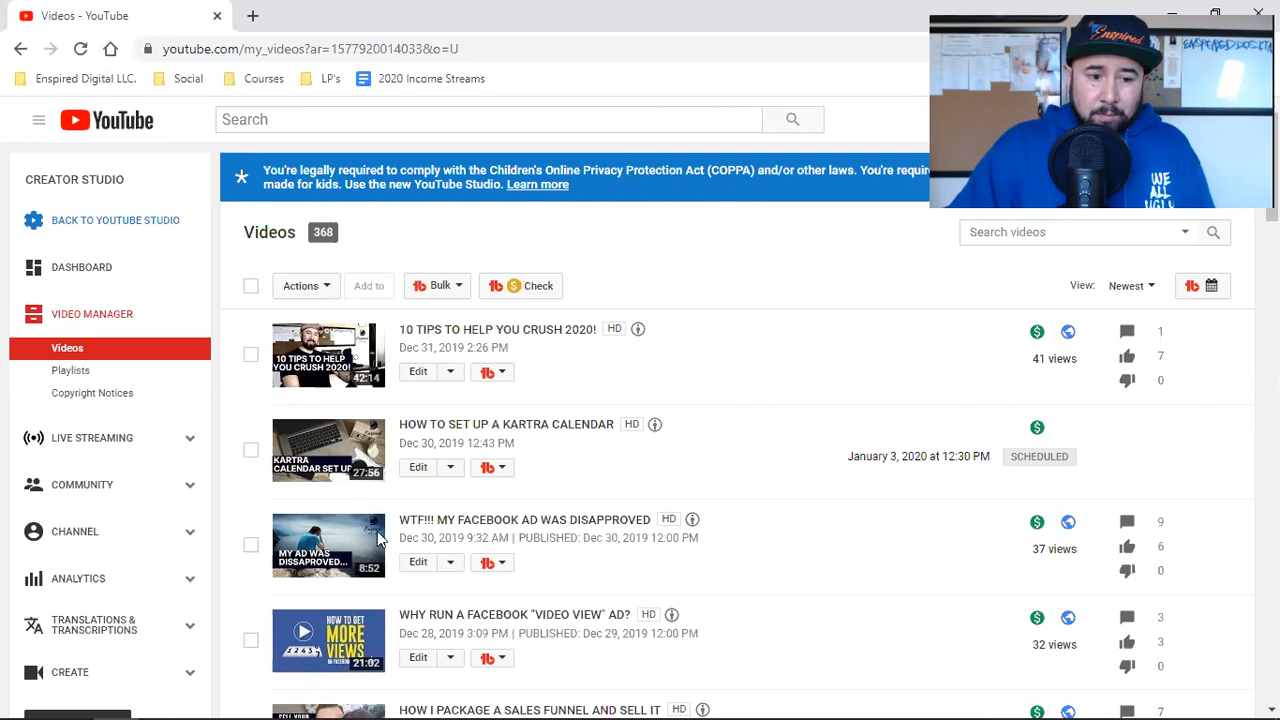 Videos - YouTube
youtube.com/my_videos?ar=1577920014063&o=U
Enspired Digital LLC.
Social
Courses
LP's
2020 Income Streams
YouTube
Search
Enspired
WE
ALL
UGLY
CREATOR STUDIO
BACK TO YOUTUBE STUDIO
DASHBOARD
VIDEO MANAGER
Videos
Playlists
Copyright Notices
LIVE STREAMING
COMMUNITY
CHANNEL
ANALYTICS
TRANSLATIONS &
TRANSCRIPTIONS
CREATE
You're legally required to comply with the Children's Online Privacy Protection Act (COPPA) and/or other laws. You're requir
made for kids. Use the new YouTube Studio. Learn more
Videos 368
Search videos
Actions Add to Bulk Check
View: Newest
10 TIPS TO HELP
YOU CRUSH 2020!
42:14
10 TIPS TO HELP YOU CRUSH 2020! HD
Dec 31, 2019 2:26 PM
Edit
41 views
1
7
0
KARTRA
CALENDAR SET UP
27:56
HOW TO SET UP A KARTRA CALENDAR HD
Dec 30, 2019 12:43 PM
Edit
January 3, 2020 at 12:30 PM SCHEDULED
MY AD WAS
DISSAPROVED...
8:52
WTF!!! MY FACEBOOK AD WAS DISAPPROVED HD
Dec 30, 2019 9:32 AM | PUBLISHED: Dec 30, 2019 12:00 PM
Edit
37 views
9
6
0
HOW TO GET
MORE
VIEWS
21:02
WHY RUN A FACEBOOK "VIDEO VIEW" AD? HD
Dec 28, 2019 3:09 PM | PUBLISHED: Dec 29, 2019 12:00 PM
Edit
32 views
3
3
0
HOW I PACKAGE A SALES FUNNEL AND SELL IT HD
7